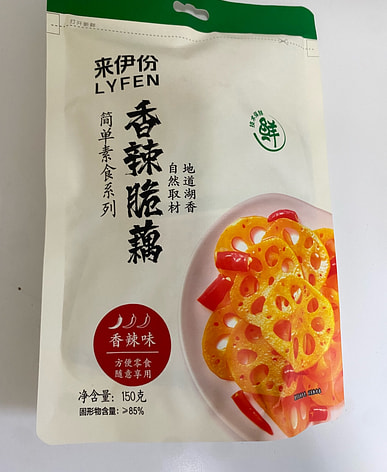 来伊份
LYFEN
香辣脆藕
简单素食系列
地道湖香
自然取材
鲜
香辣味
方便零食
随意享用
净含量：150克
固形物含量：≥85%